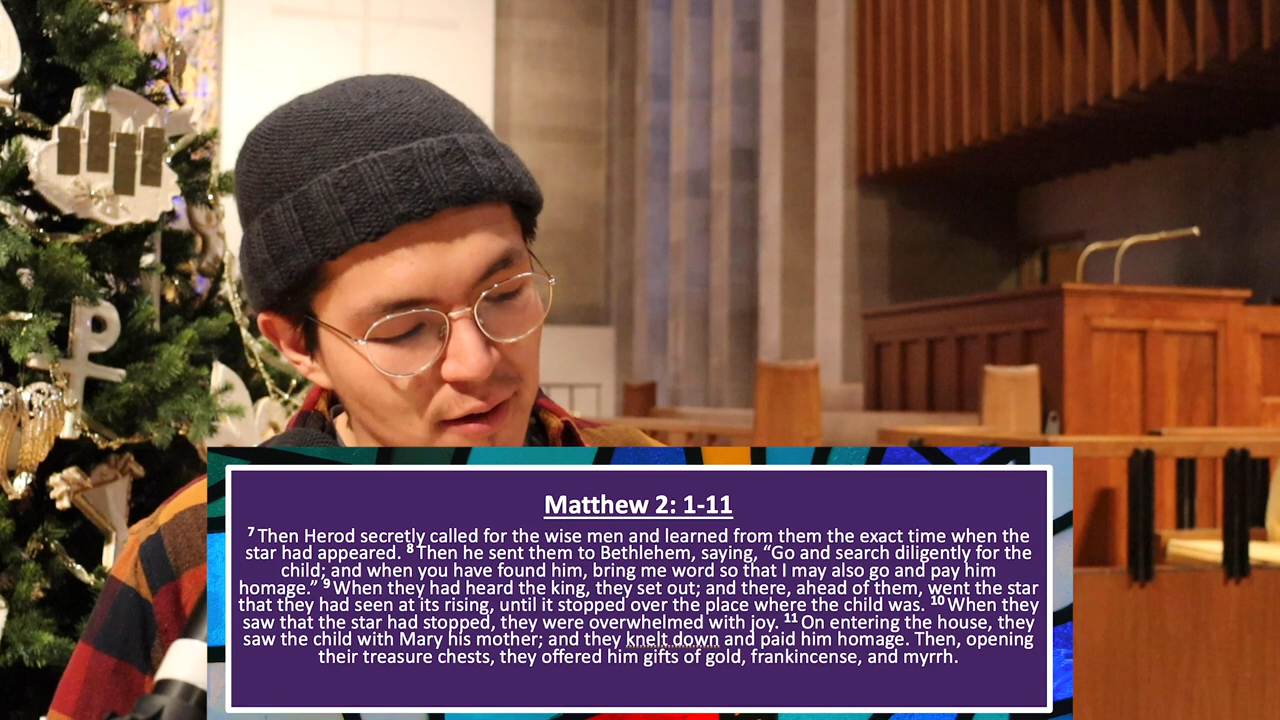 Matthew 2: 1-11
7 Then Herod secretly called for the wise men and learned from them the exact time when the
star had appeared. 8 Then he sent them to Bethlehem, saying, “Go and search diligently for the
child; and when you have found him, bring me word so that I may also go and pay him
homage.” 9 When they had heard the king, they set out; and there, ahead of them, went the star
that they had seen at its rising, until it stopped over the place where the child was. 10 When they
saw that the star had stopped, they were overwhelmed with joy. 11 On entering the house, they
saw the child with Mary his mother; and they knelt down and paid him homage. Then, opening
their treasure chests, they offered him gifts of gold, frankincense, and myrrh.